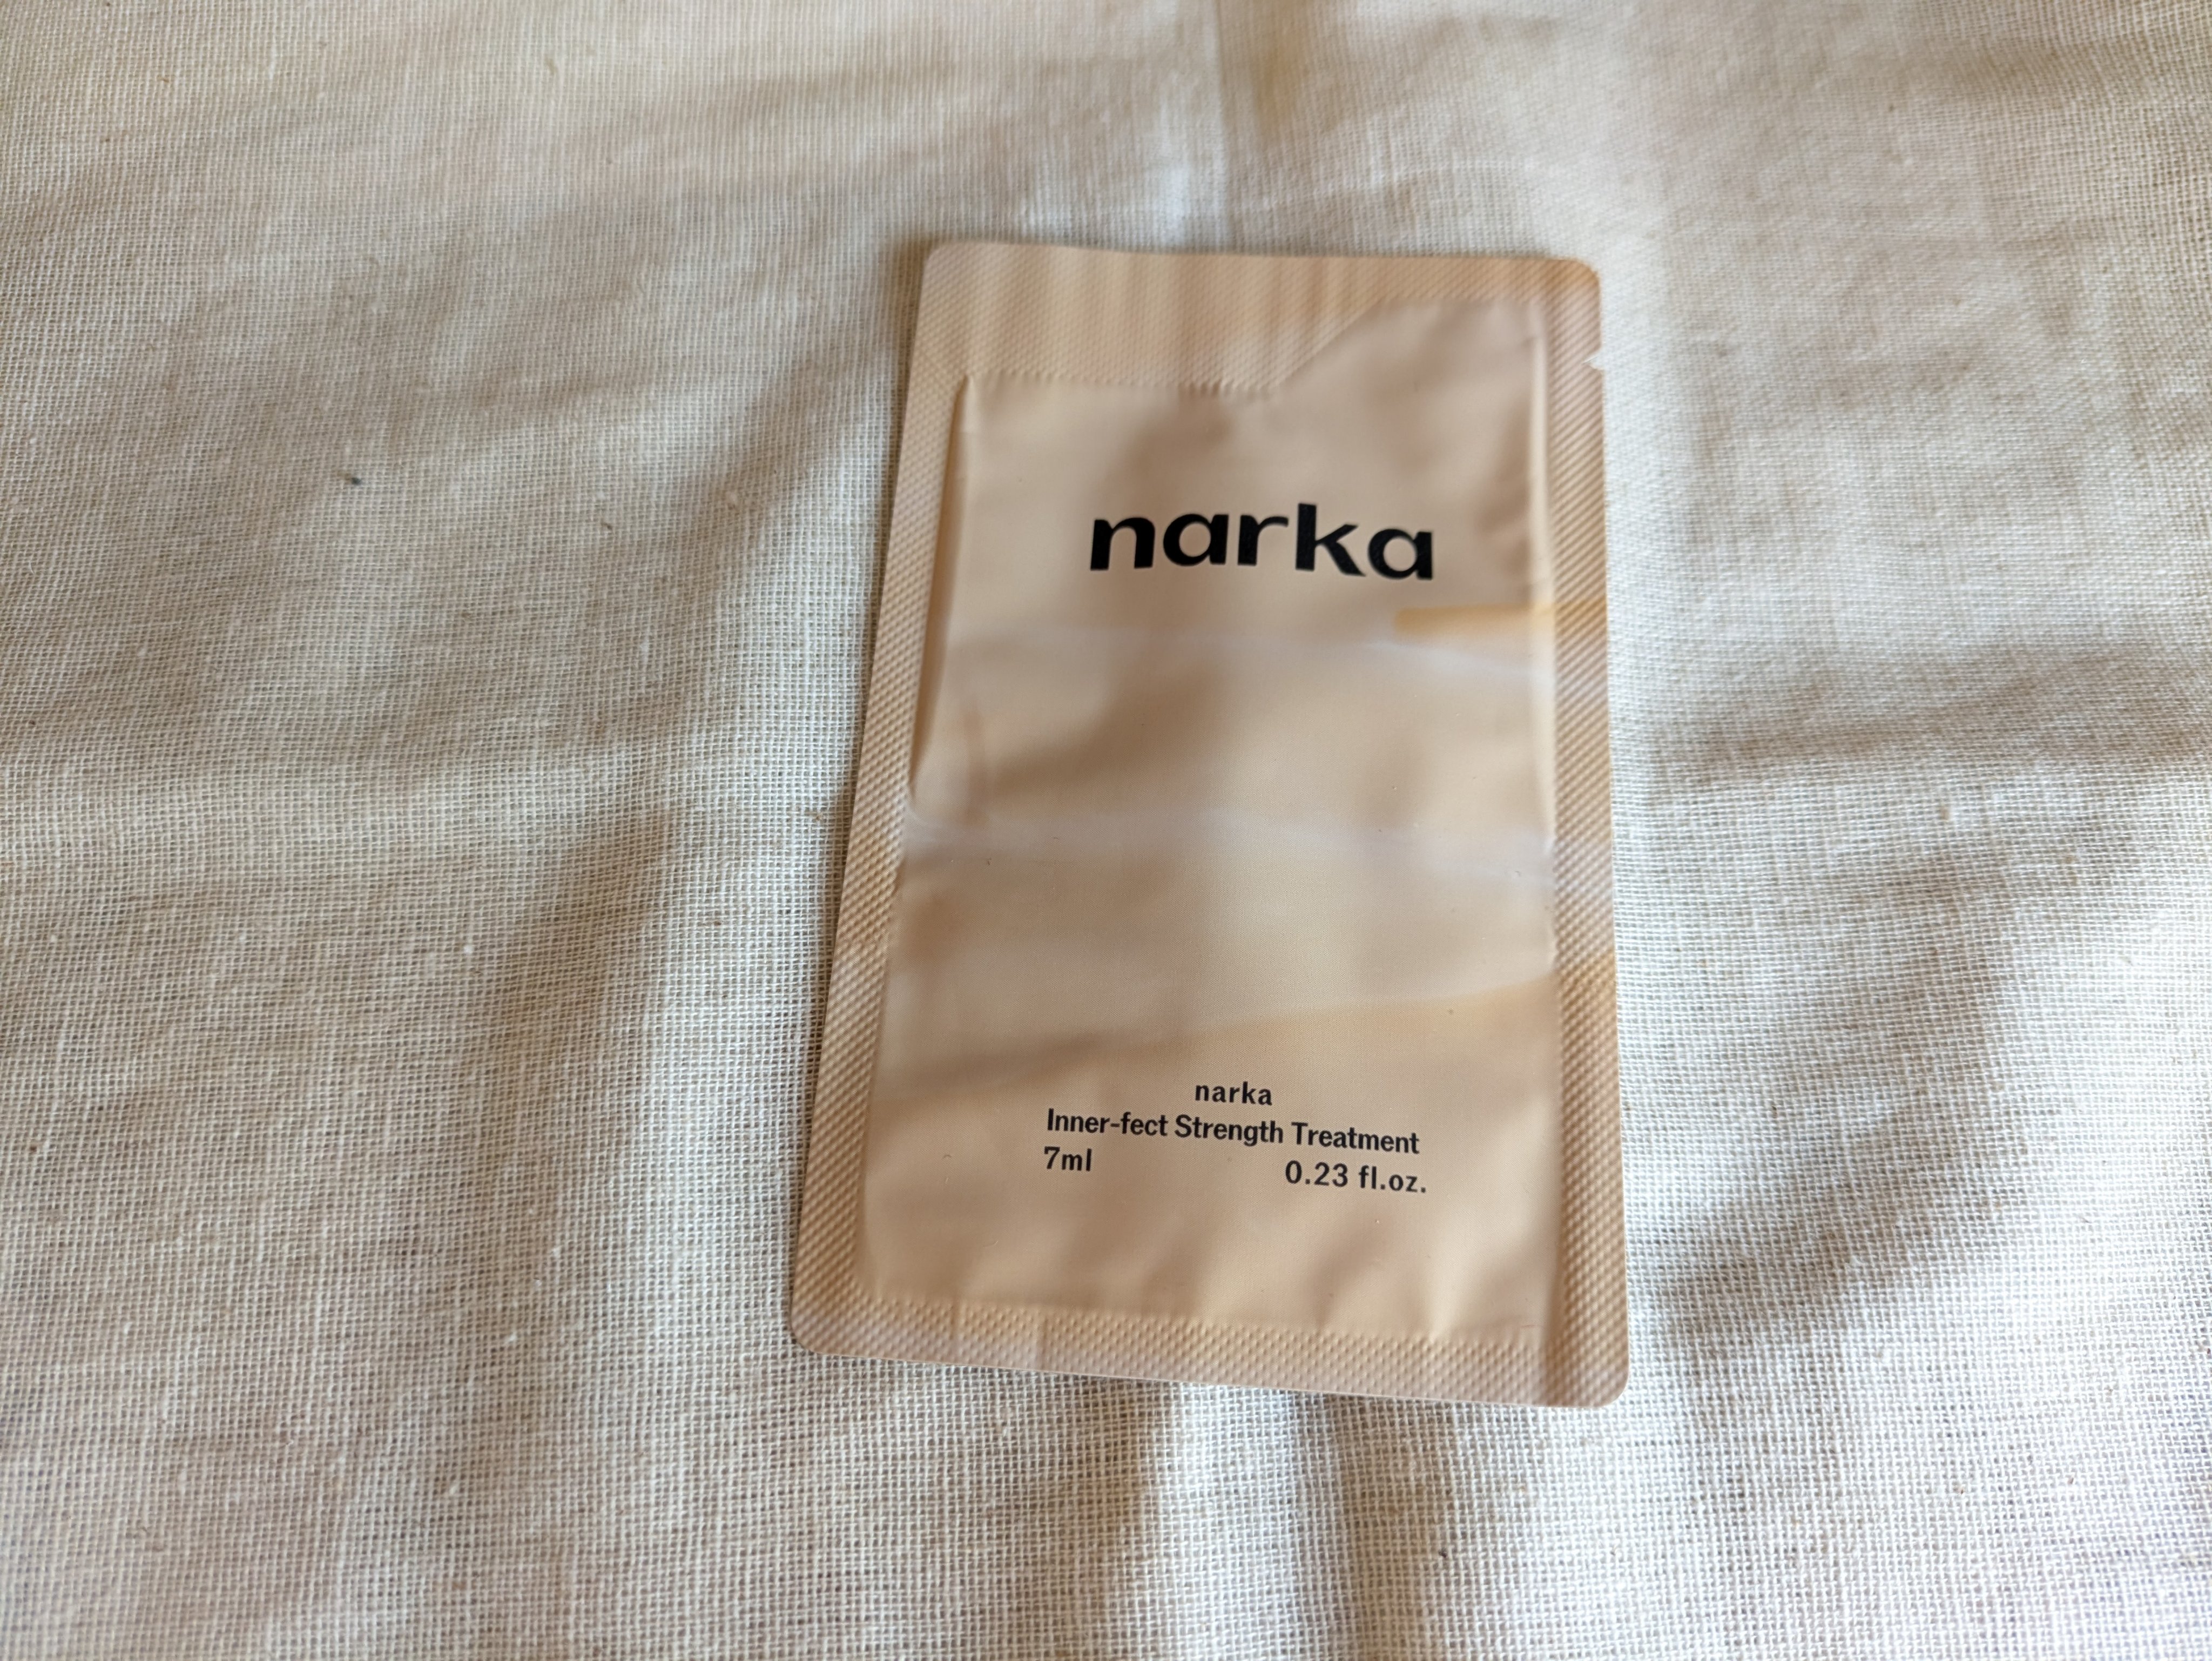 narka
narka
Inner-fect Strength Treatment
7ml 0.23 fl.oz.